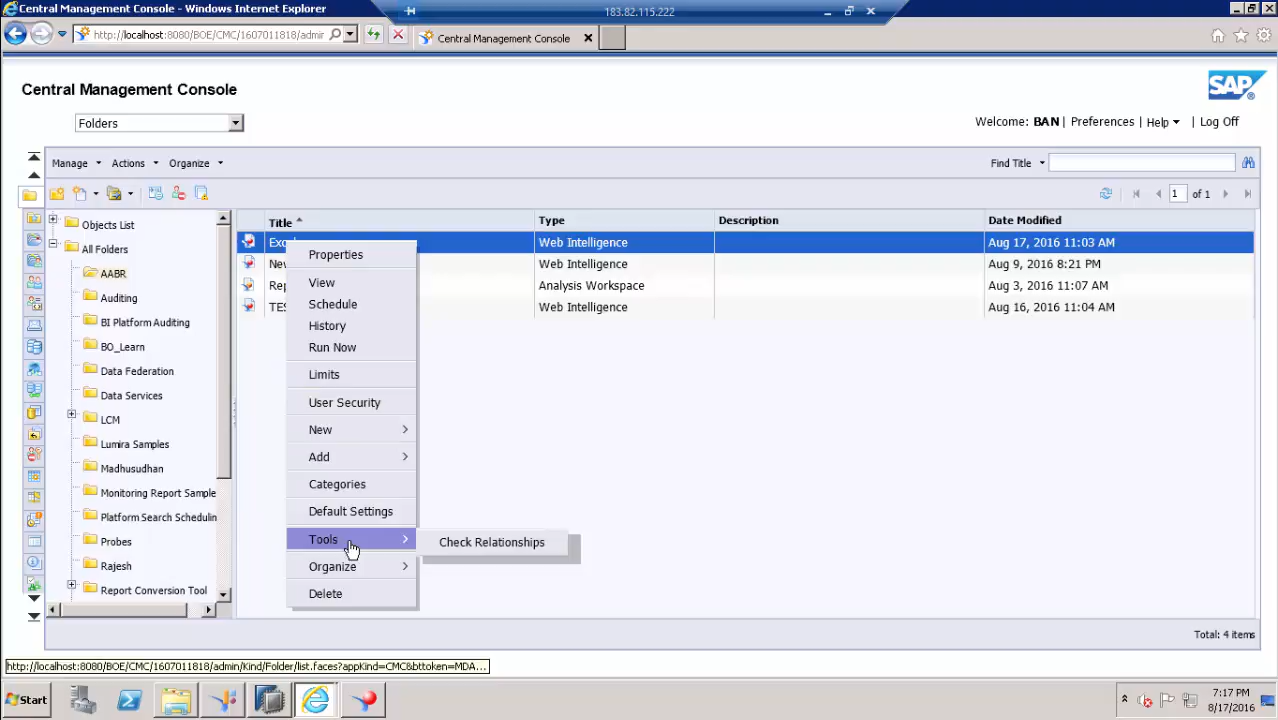 Central Management Console - Windows Internet Explorer
183.82.115.222
http://localhost:8080/BOE/CMC/1607011818/admir
Central Management Console
Central Management Console
SAP
Folders
Welcome: BAN | Preferences | Help | Log Off
Manage Actions Organize
Find Title
1 of 1
Objects List
All Folders
AABR
Auditing
BI Platform Auditing
BO_Learn
Data Federation
Data Services
LCM
Lumira Samples
Madhusudhan
Monitoring Report Sample
Platform Search Schedulin
Probes
Rajesh
Report Conversion Tool
Title Type Description Date Modified
Web Intelligence Aug 17, 2016 11:03 AM
Web Intelligence Aug 9, 2016 8:21 PM
Analysis Workspace Aug 3, 2016 11:07 AM
Web Intelligence Aug 16, 2016 11:04 AM
Properties
View
Schedule
History
Run Now
Limits
User Security
New
Add
Categories
Default Settings
Tools
Check Relationships
Organize
Delete
Total: 4 items
http://localhost:8080/BOE/CMC/1607011818/admin/Kind/Folder/list.faces?appKind=CMC&bttoken=MDA...
Start
7:17 PM
8/17/2016